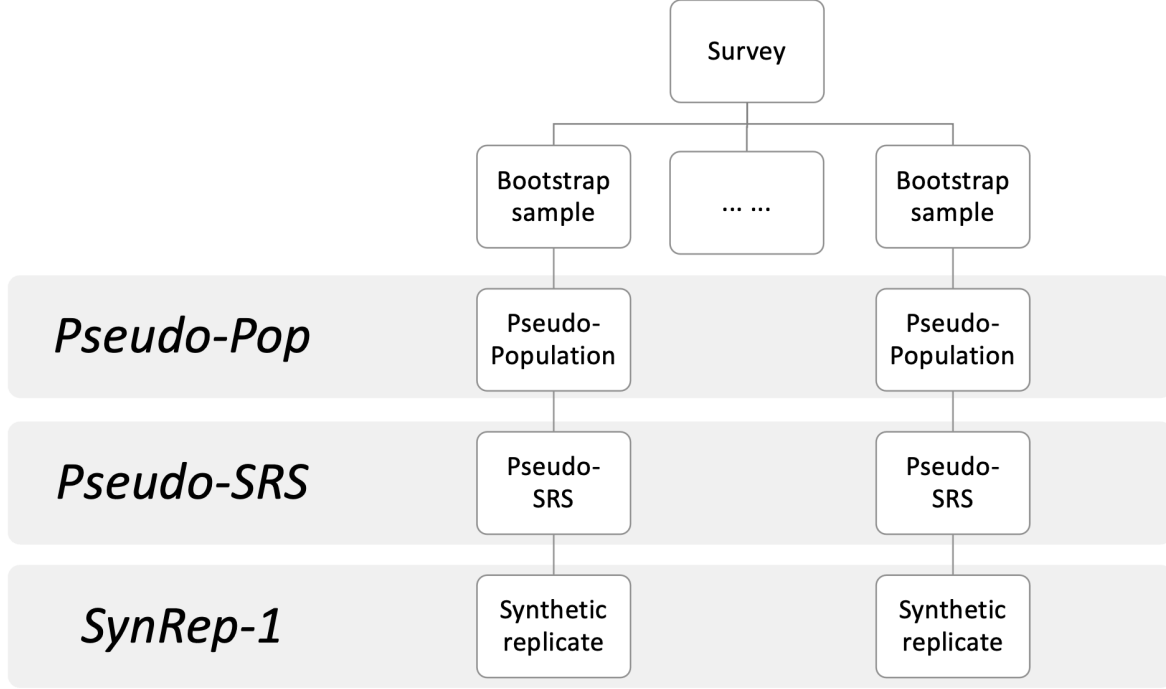 Survey
Bootstrap
sample
... ...
Bootstrap
sample
Pseudo-Pop
Pseudo-
Population
Pseudo-
Population
Pseudo-SRS
Pseudo-
SRS
Pseudo-
SRS
SynRep-1
Synthetic
replicate
Synthetic
replicate